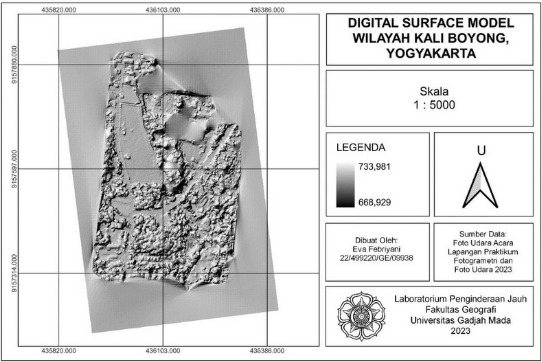 435820.000
436103.000
436386.000
9157880.000
9157597.000
9157314.000
435820.000
436103.000
436386.000
DIGITAL SURFACE MODEL
WILAYAH KALI BOYONG,
YOGYAKARTA
Skala
1 : 5000
LEGENDA
733,981
668,929
U
Dibuat Oleh:
Eva Febriyani
22/499220/GE/09938
Sumber Data:
Foto Udara Acara
Lapangan Praktikum
Fotogrametri dan
Foto Udara 2023
Laboratorium Penginderaan Jauh
Fakultas Geografi
Universitas Gadjah Mada
2023